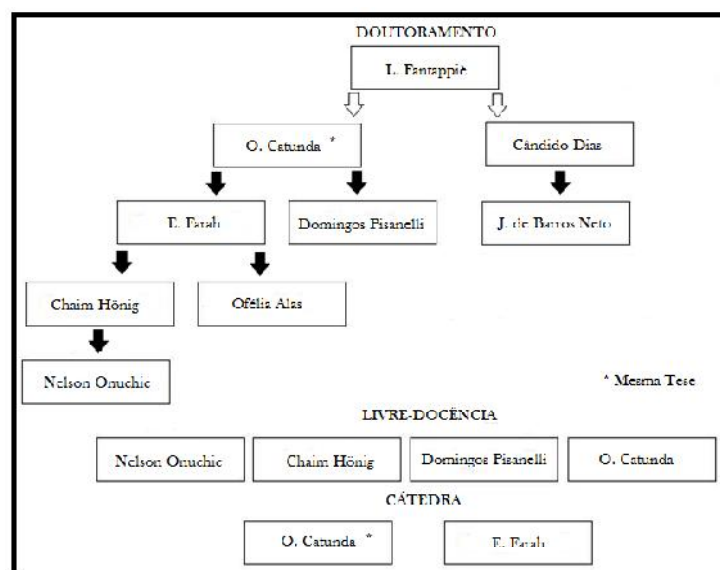 DOUTORAMENTO
L. Fantappiè
O. Catunda *
Cândido Dias
E. Farah
Domingos Pisanelli
J. de Barros Neto
Chaim Hönig
Ofélia Alas
Nelson Onuchic
* Mesma Tese
LIVRE-DOCÊNCIA
Nelson Onuchic
Chaim Hönig
Domingos Pisanelli
O. Catunda
CÁTEDRA
O. Catunda *
E. Farah